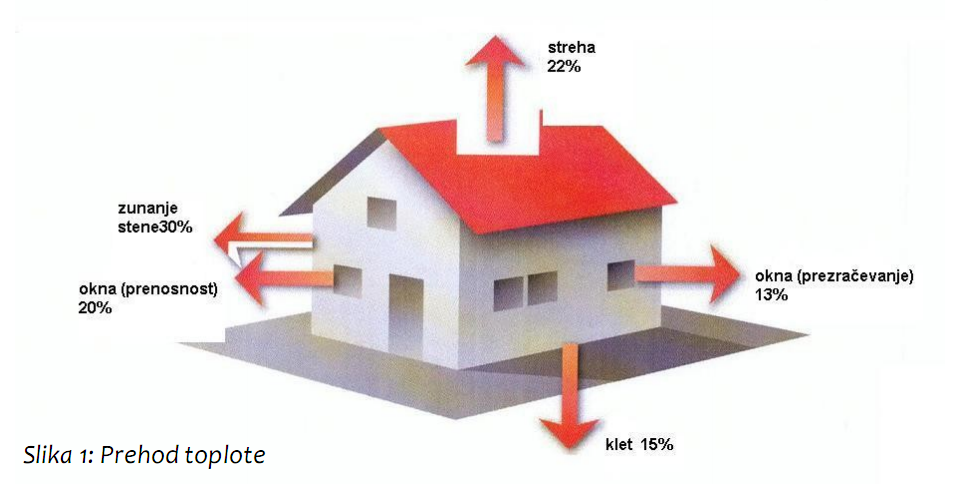 streha
22%
zunanje
stene30%
okna (prenosnost)
20%
okna (prezračevanje)
13%
klet 15%
Slika 1: Prehod toplote